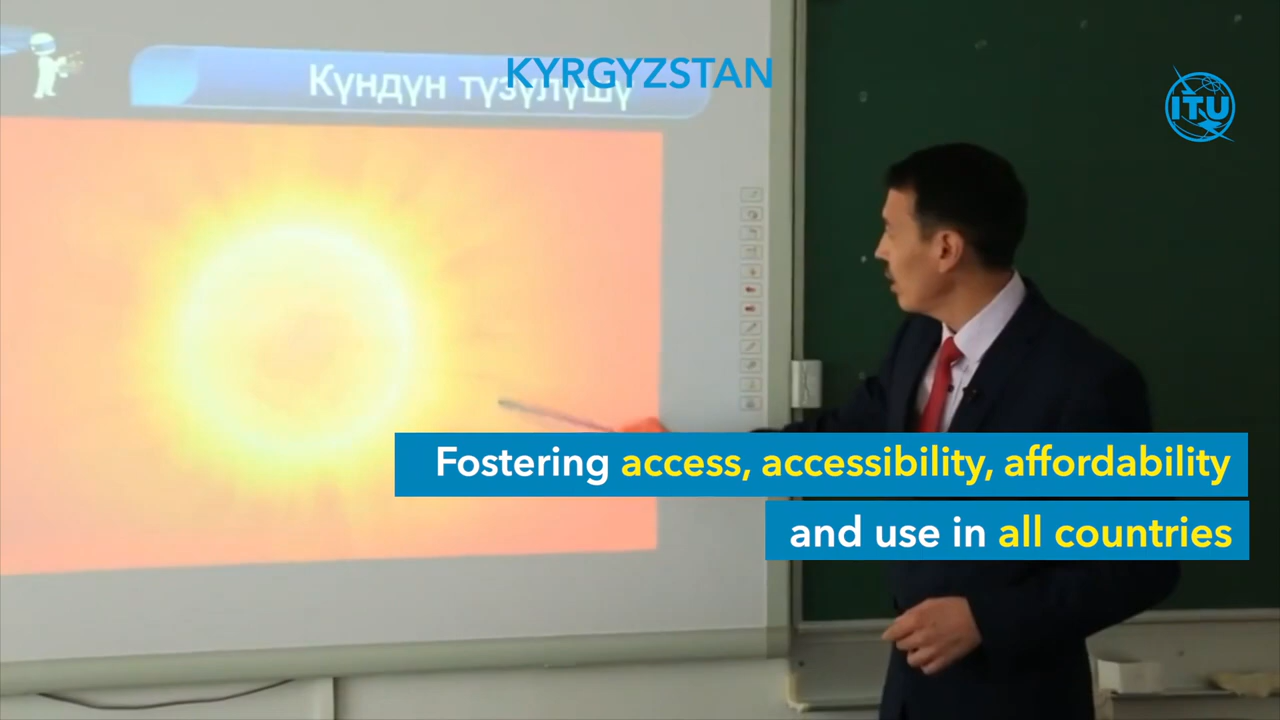 KYRGYZSTAN
Күндүн түзүлүшү
ITU
Fostering access, accessibility, affordability
and use in all countries